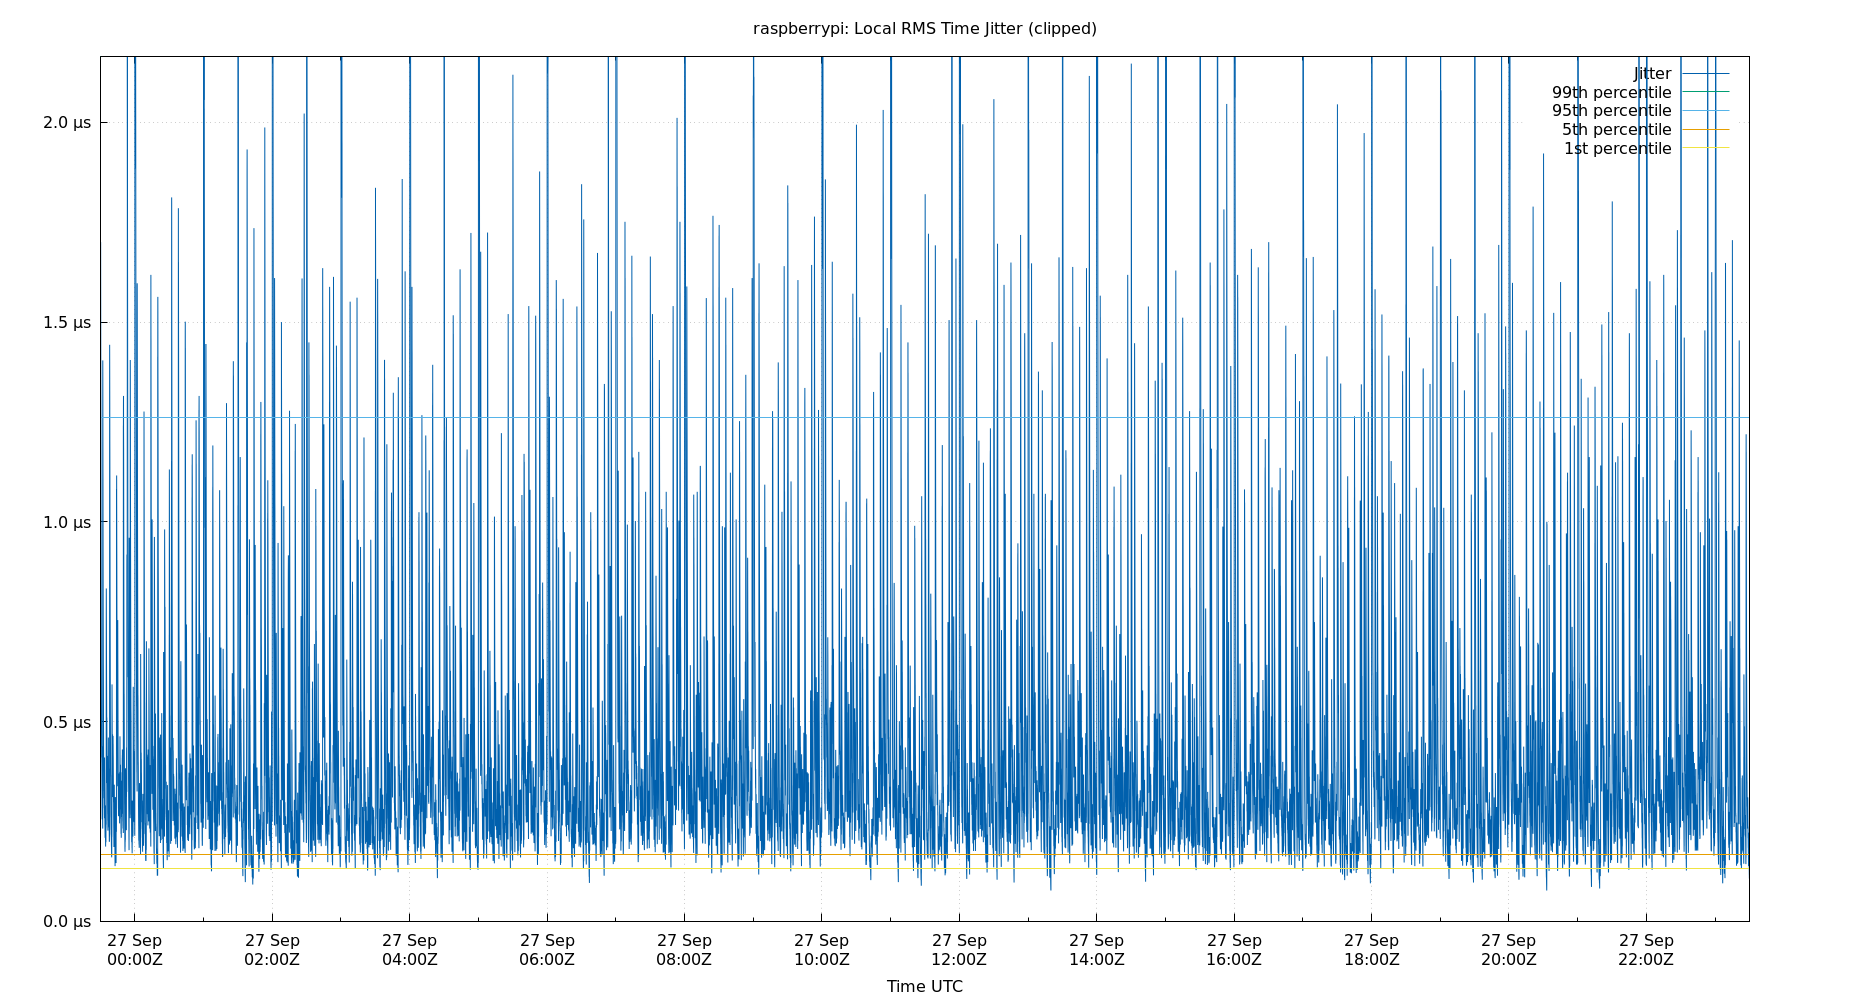 raspberrypi: Local RMS Time Jitter (clipped)
Jitter
99th percentile
95th percentile
5th percentile
1st percentile
2.0 µs
1.5 µs
1.0 µs
0.5 µs
0.0 µs
27 Sep 27 Sep 27 Sep 27 Sep 27 Sep 27 Sep 27 Sep 27 Sep 27 Sep 27 Sep 27 Sep 27 Sep
00:00Z 02:00Z 04:00Z 06:00Z 08:00Z 10:00Z 12:00Z 14:00Z 16:00Z 18:00Z 20:00Z 22:00Z
Time UTC